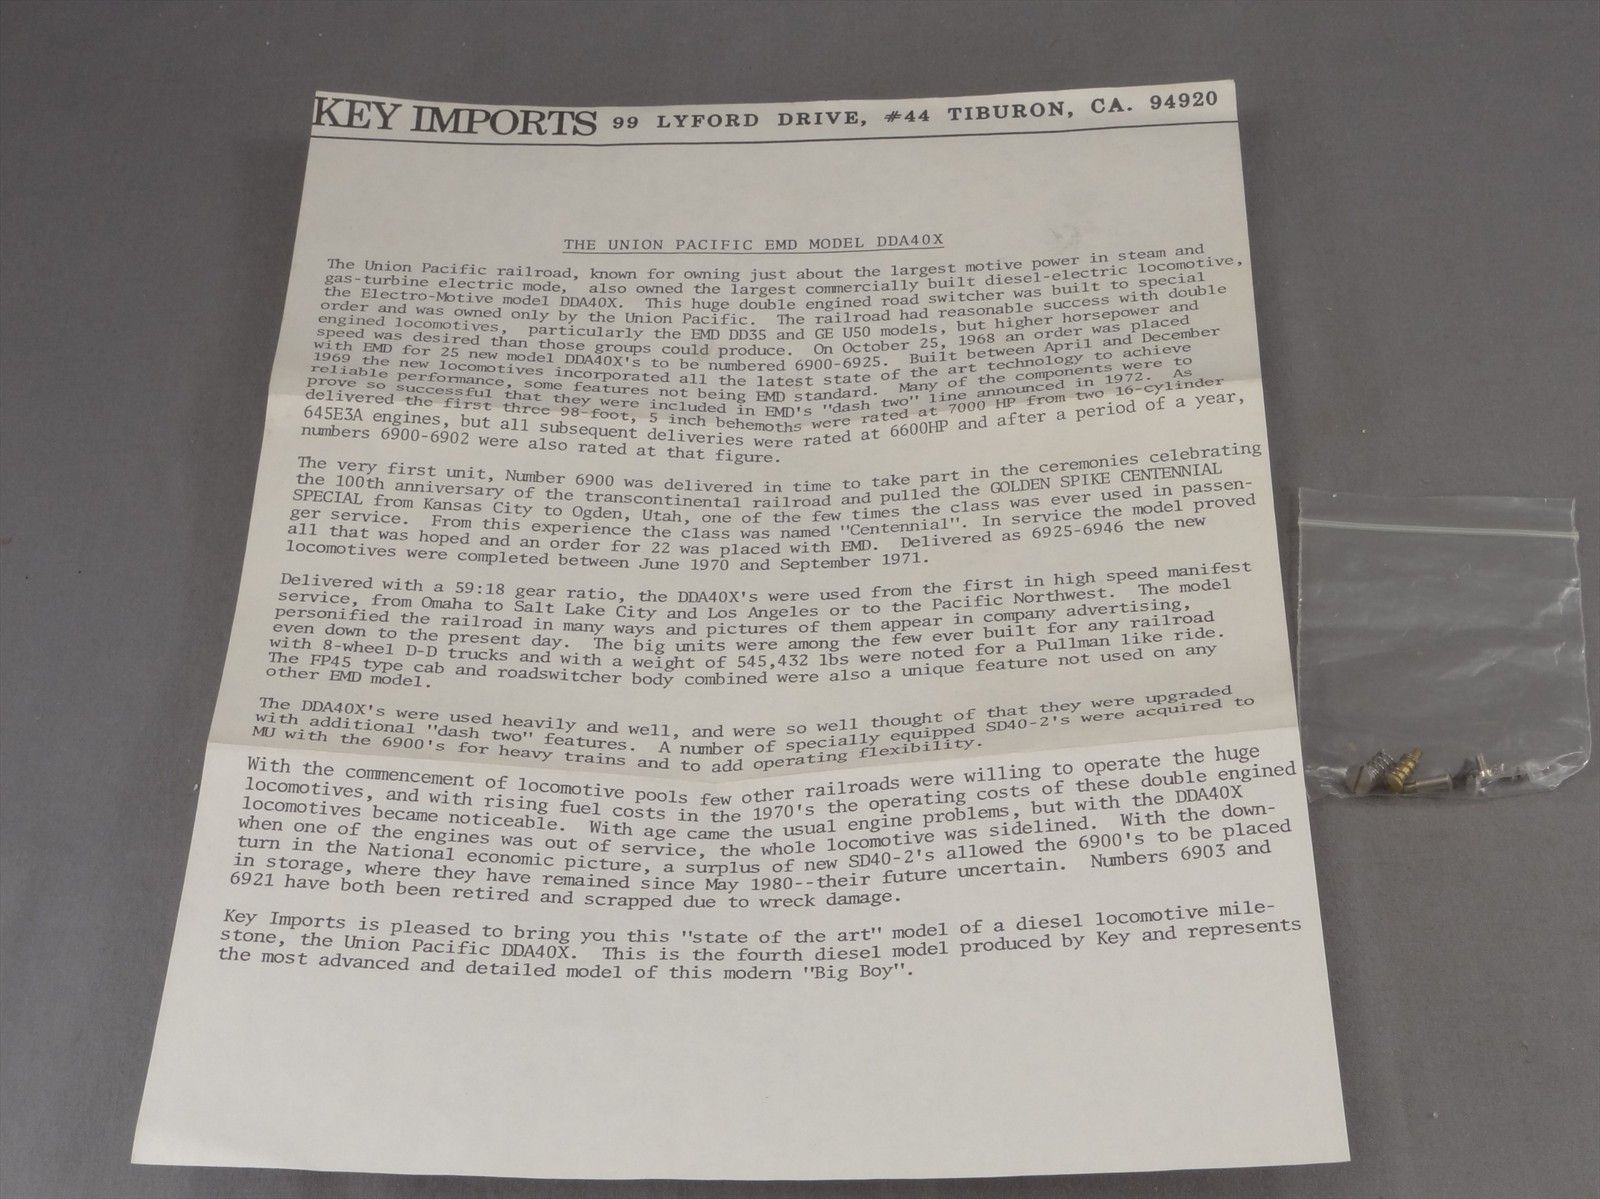 KEY IMPORTS 99 LYFORD DRIVE, #44 TIBURON, CA. 94920
THE UNION PACIFIC EMD MODEL DDA40X
The Union Pacific railroad, known for owning just about the largest motive power in steam and
gas-turbine electric mode, also owned the largest commercially built diesel-electric locomotive,
the Electro-Motive model DDA40X. This huge double engined road switcher was built to special
order and was owned only by the Union Pacific. The railroad had reasonable success with double
engined locomotives, particularly the EMD DD35 and GE U50 models, but higher horsepower and
speed was desired than those groups could produce. On October 25, 1968 an order was placed
with EMD for 25 new model DDA40X's to be numbered 6900-6925. Built between April and December
1969 the new locomotives incorporated all the latest state of the art technology to achieve
reliable performance, some features not being EMD standard. Many of the components were to
prove so successful that they were included in EMD's "dash two" line announced in 1972. As
delivered the first three 98-foot, 5 inch behemoths were rated at 7000 HP from two 16-cylinder
645E3A engines, but all subsequent deliveries were rated at 6600HP and after a period of a year,
numbers 6900-6902 were also rated at that figure.
The very first unit, Number 6900 was delivered in time to take part in the ceremonies celebrating
the 100th anniversary of the transcontinental railroad and pulled the GOLDEN SPIKE CENTENNIAL
SPECIAL from Kansas City to Ogden, Utah, one of the few times the class was ever used in passen-
ger service. From this experience the class was named "Centennial". In service the model proved
all that was hoped and an order for 22 was placed with EMD. Delivered as 6925-6946 the new
locomotives were completed between June 1970 and September 1971.
Delivered with a 59:18 gear ratio, the DDA40X's were used from the first in high speed manifest
service, from Omaha to Salt Lake City and Los Angeles or to the Pacific Northwest. The model
personified the railroad in many ways and pictures of them appear in company advertising,
even down to the present day. The big units were among the few ever built for any railroad
with 8-wheel D-D trucks and with a weight of 545,432 lbs were noted for a Pullman like ride.
The FP45 type cab and roadswitcher body combined were also a unique feature not used on any
other EMD model.
The DDA40X's were used heavily and well, and were so well thought of that they were upgraded
with additional "dash two" features. A number of specially equipped SD40-2's were acquired to
MU with the 6900's for heavy trains and to add operating flexibility.
With the commencement of locomotive pools few other railroads were willing to operate the huge
locomotives, and with rising fuel costs in the 1970's the operating costs of these double engined
locomotives became noticeable. With age came the usual engine problems, but with the DDA40X
when one of the engines was out of service, the whole locomotive was sidelined. With the down-
turn in the National economic picture, a surplus of new SD40-2's allowed the 6900's to be placed
in storage, where they have remained since May 1980--their future uncertain. Numbers 6903 and
6921 have both been retired and scrapped due to wreck damage.
Key Imports is pleased to bring you this "state of the art" model of a diesel locomotive mile-
stone, the Union Pacific DDA40X. This is the fourth diesel model produced by Key and represents
the most advanced and detailed model of this modern "Big Boy".